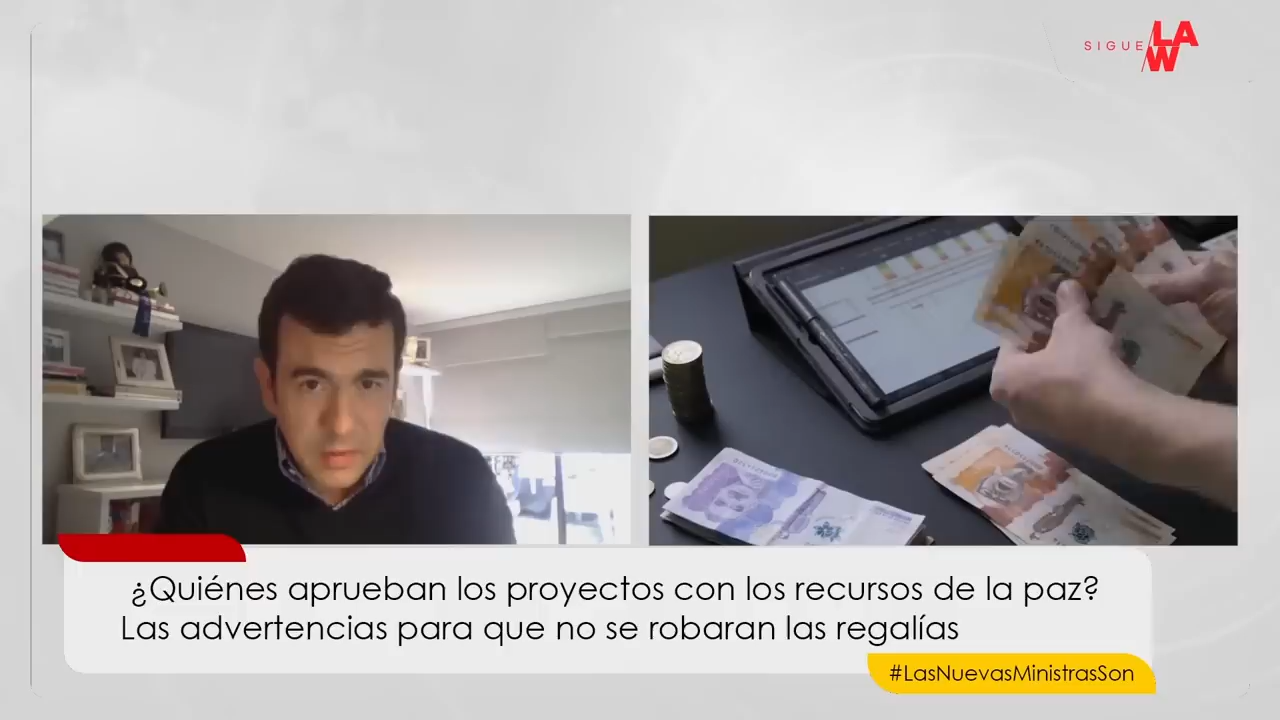 SIGUE LA W
¿Quiénes aprueban los proyectos con los recursos de la paz?
Las advertencias para que no se robaran las regalías
#LasNuevasMinistrasSon